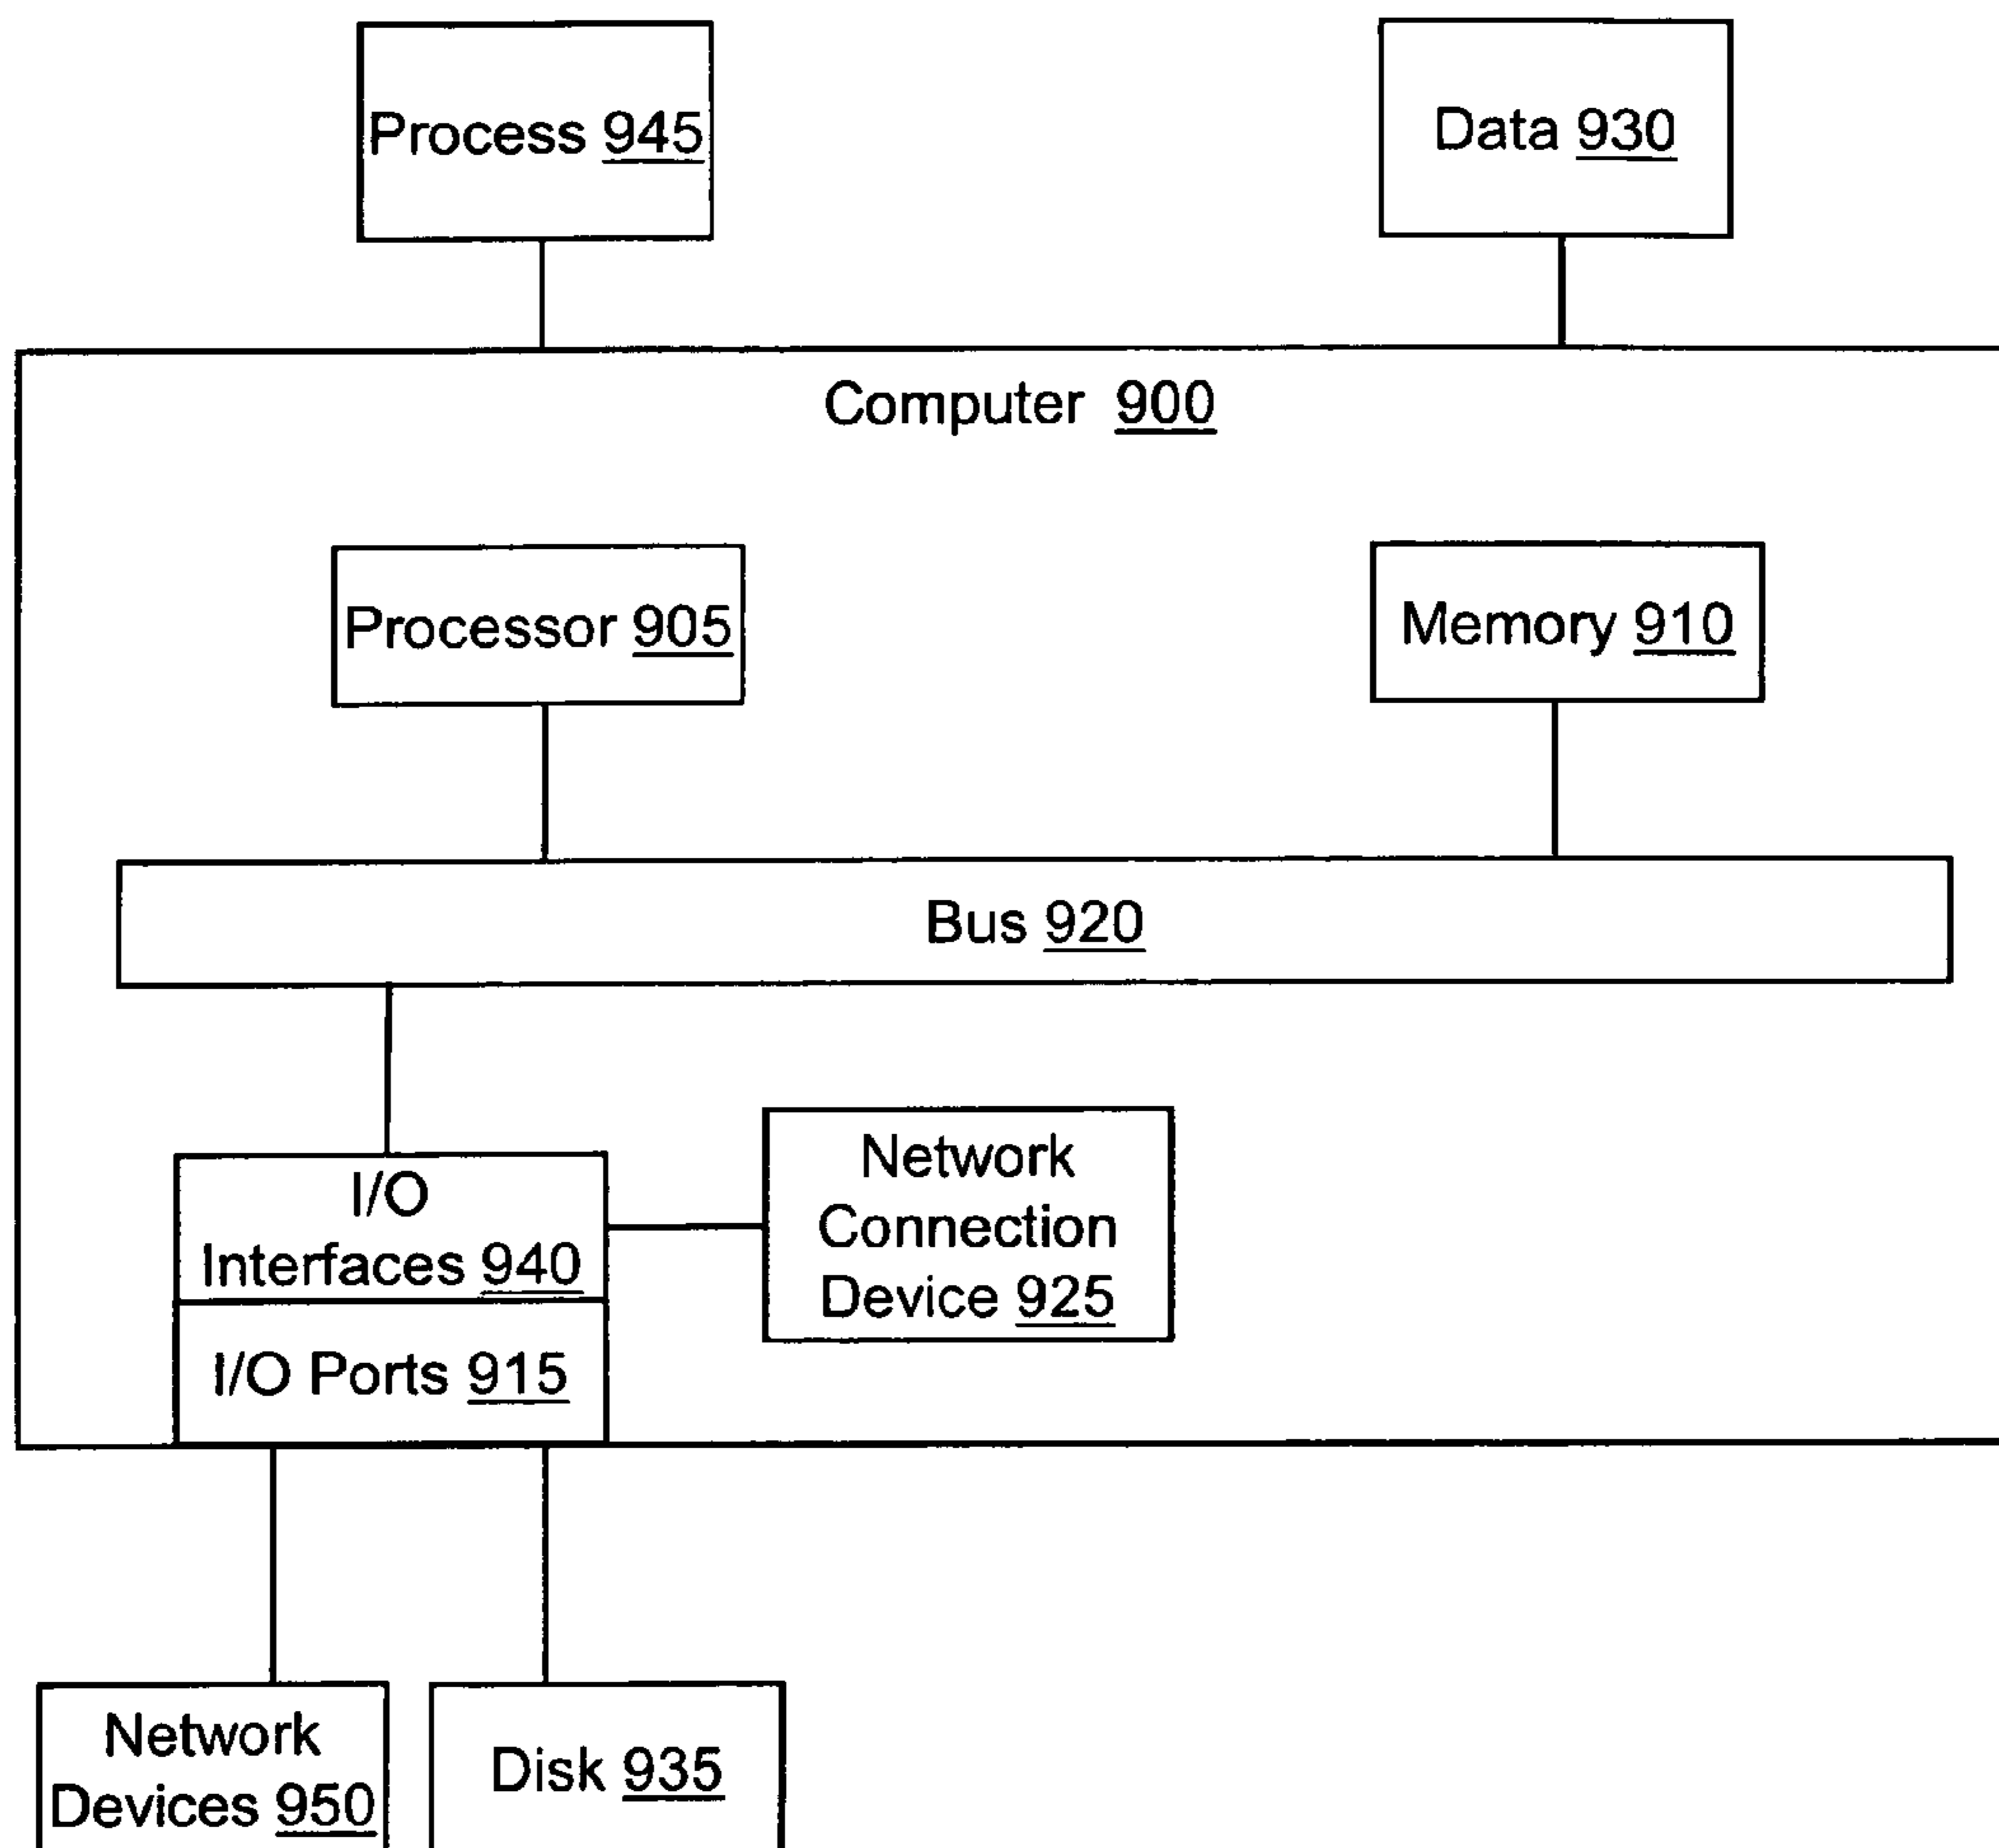 Process 945
Data 930
Computer 900
Processor 905
Memory 910
Bus 920
I/O
Interfaces 940
Network
Connection
Device 925
I/O Ports 915
Network
Devices 950
Disk 935